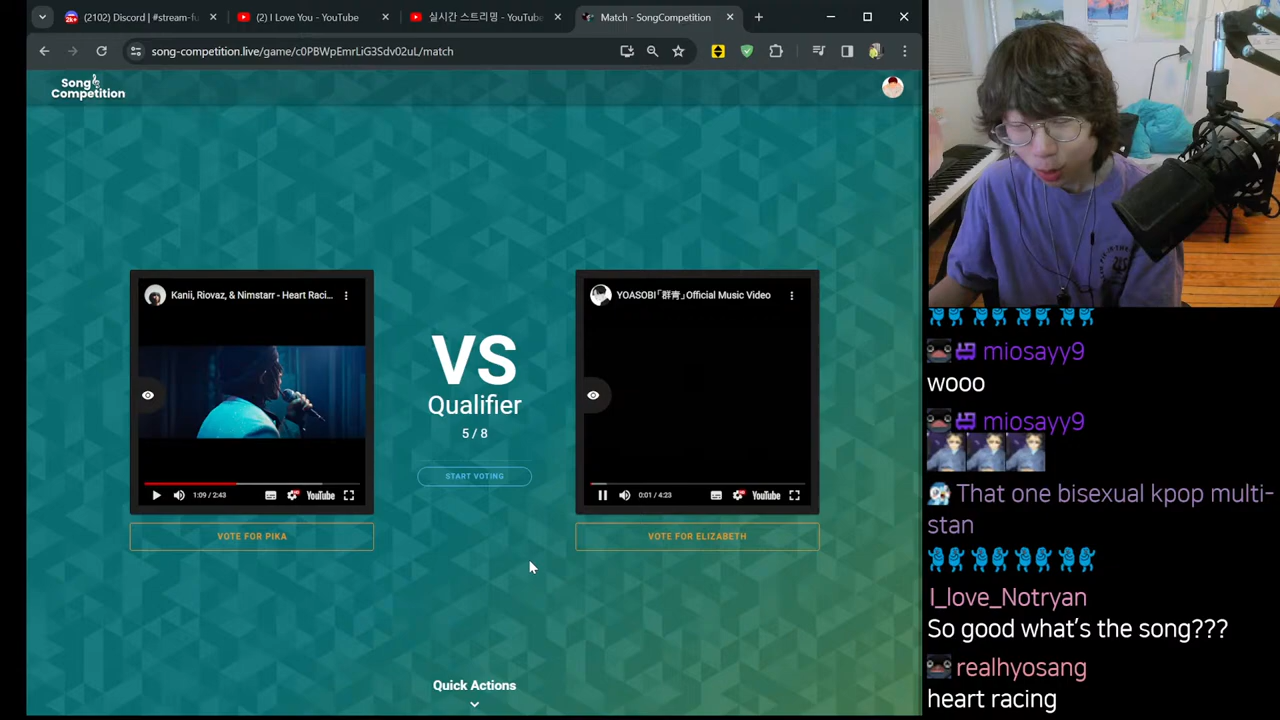 (2102) Discord | #stream-fu
(2) I Love You - YouTube
실시간 스트리밍 - YouTube
Match - SongCompetition
song-competition.live/game/c0PBWpEmrLiG3Sdv02uL/match
Song
Competition
Kanii, Riovaz, & Nimstarr - Heart Raci...
1:09 / 2:43
YouTube
VOTE FOR PIKA
VS
Qualifier
5 / 8
START VOTING
YOASOBI「群青」Official Music Video
0:01 / 4:23
YouTube
VOTE FOR ELIZABETH
Quick Actions
miosayy9
wooo
miosayy9
That one bisexual kpop multi-
stan
I_love_Notryan
So good what's the song???
realhyosang
heart racing